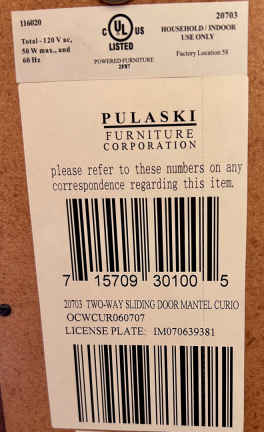 116020
Total - 120 V ac,
50 W max., and
60 Hz
C UL US
LISTED
POWERED FURNITURE
2F87
20703
HOUSEHOLD / INDOOR
USE ONLY
Factory Location 58
PULASKI
FURNITURE
CORPORATION
please refer to these numbers on any
correspondence regarding this item.
7 15709 30100 5
20703 TWO-WAY SLIDING DOOR MANTEL CURIO
OCWCUR060707
LICENSE PLATE: IM070639381